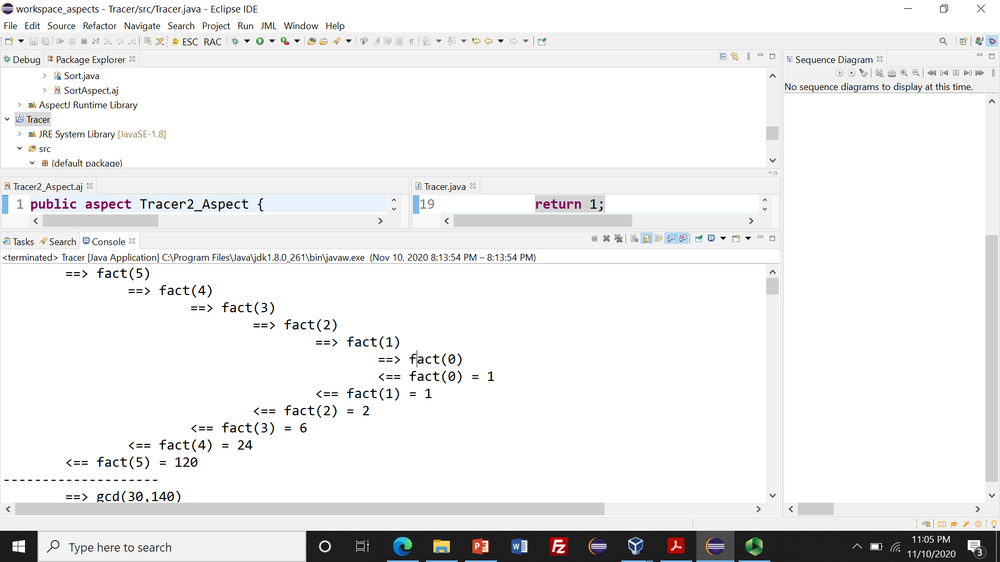 workspace_aspects - Tracer/src/Tracer.java - Eclipse IDE
File Edit Source Refactor Navigate Search Project Run JML Window Help
ESC RAC
Debug Package Explorer
Sort.java
SortAspect.aj
AspectJ Runtime Library
Tracer
JRE System Library [JavaSE-1.8]
src
(default package)
Tracer2_Aspect.aj
1 public aspect Tracer2_Aspect {
Tracer.java
19 return 1;
Tasks Search Console
<terminated> Tracer [Java Application] C:\Program Files\Java\jdk1.8.0_261\bin\javaw.exe (Nov 10, 2020 8:13:54 PM – 8:13:54 PM)
==> fact(5)
==> fact(4)
==> fact(3)
==> fact(2)
==> fact(1)
==> fact(0)
<== fact(0) = 1
<== fact(1) = 1
<== fact(2) = 2
<== fact(3) = 6
<== fact(4) = 24
<== fact(5) = 120
--------------------
==> gcd(30,140)
Sequence Diagram
No sequence diagrams to display at this time.
Type here to search
11:05 PM
11/10/2020
3